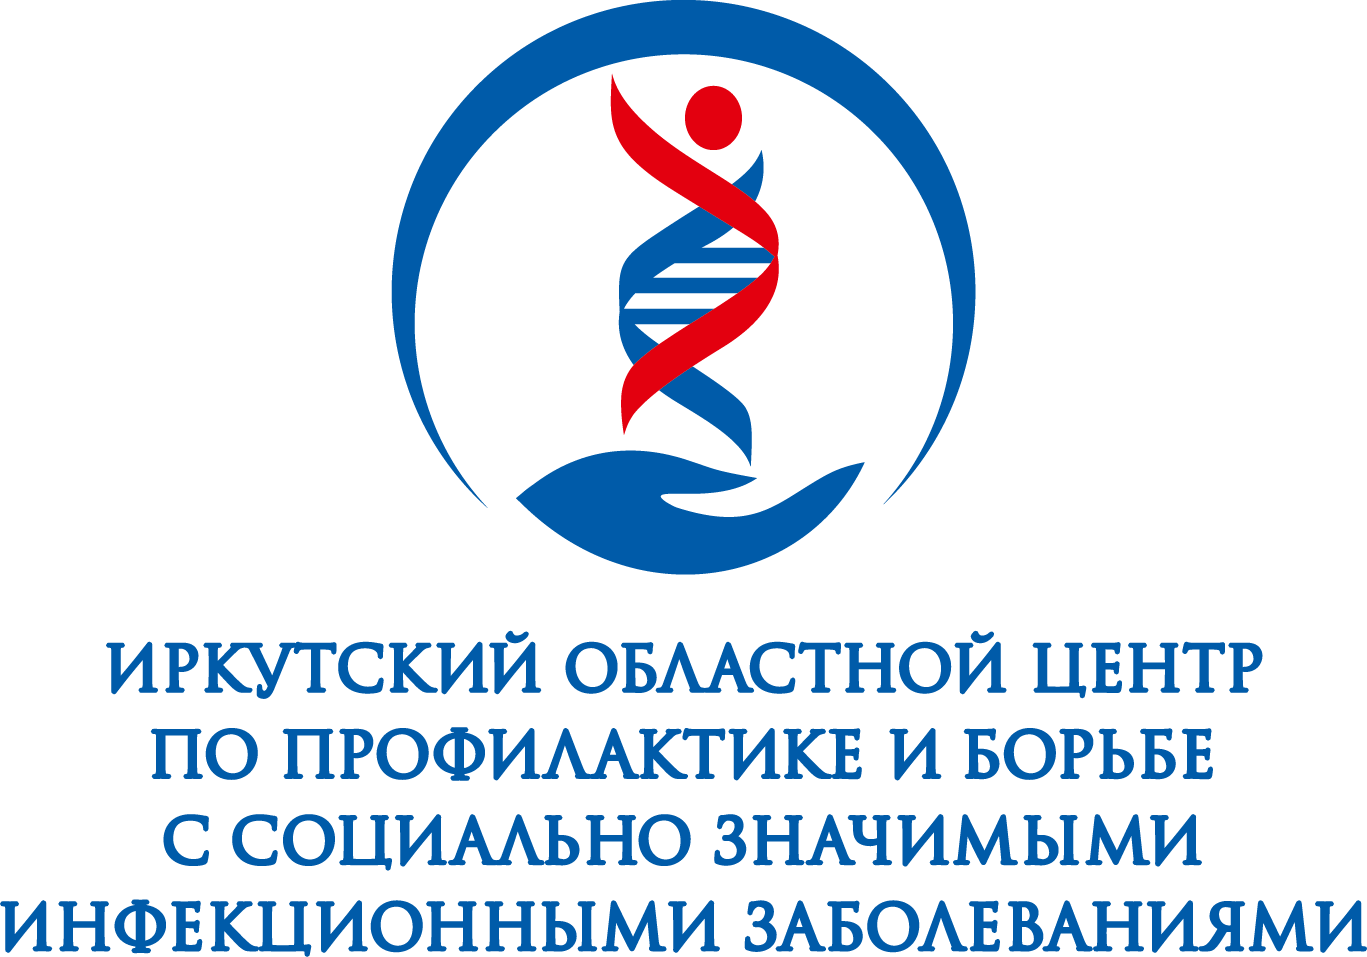 ИРКУТСКИЙ ОБЛАСТНОЙ ЦЕНТР
ПО ПРОФИЛАКТИКЕ И БОРЬБЕ
С СОЦИАЛЬНО ЗНАЧИМЫМИ
ИНФЕКЦИОННЫМИ ЗАБОЛЕВАНИЯМИ